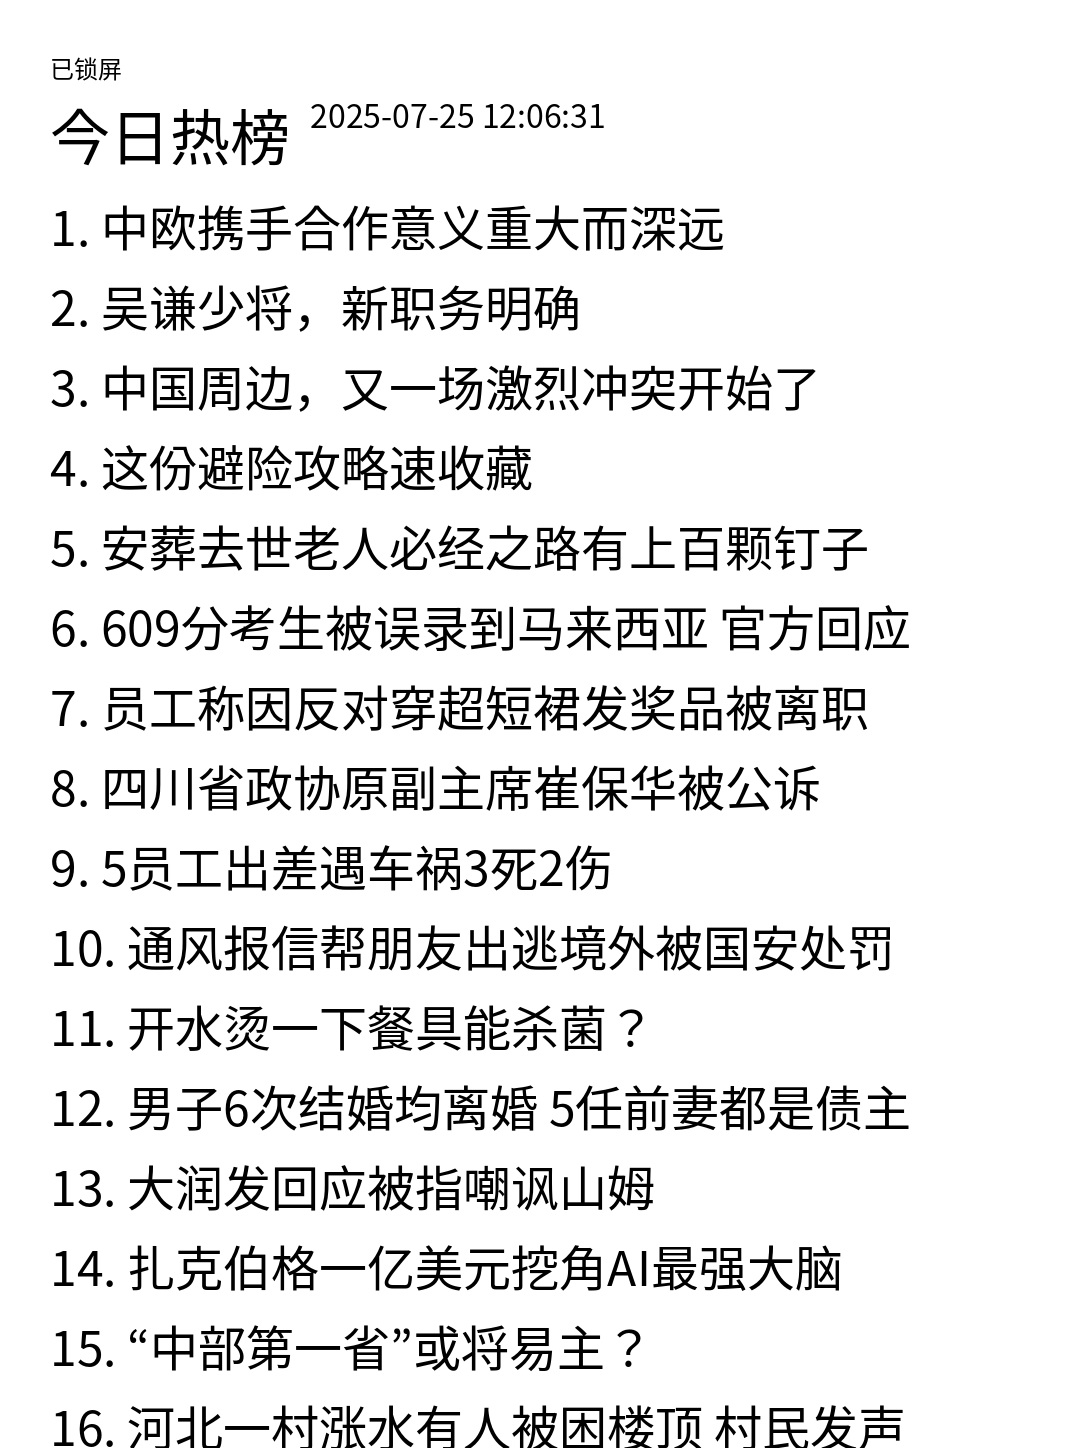 已锁屏
今日热榜 2025-07-25 12:06:31
1. 中欧携手合作意义重大而深远
2. 吴谦少将，新职务明确
3. 中国周边，又一场激烈冲突开始了
4. 这份避险攻略速收藏
5. 安葬去世老人必经之路有上百颗钉子
6. 609分考生被误录到马来西亚 官方回应
7. 员工称因反对穿超短裙发奖品被离职
8. 四川省政协原副主席崔保华被公诉
9. 5员工出差遇车祸3死2伤
10. 通风报信帮朋友出逃境外被国安处罚
11. 开水烫一下餐具能杀菌？
12. 男子6次结婚均离婚 5任前妻都是债主
13. 大润发回应被指嘲讽山姆
14. 扎克伯格一亿美元挖角AI最强大脑
15. “中部第一省”或将易主？
16. 河北一村涨水有人被困楼顶 村民发声